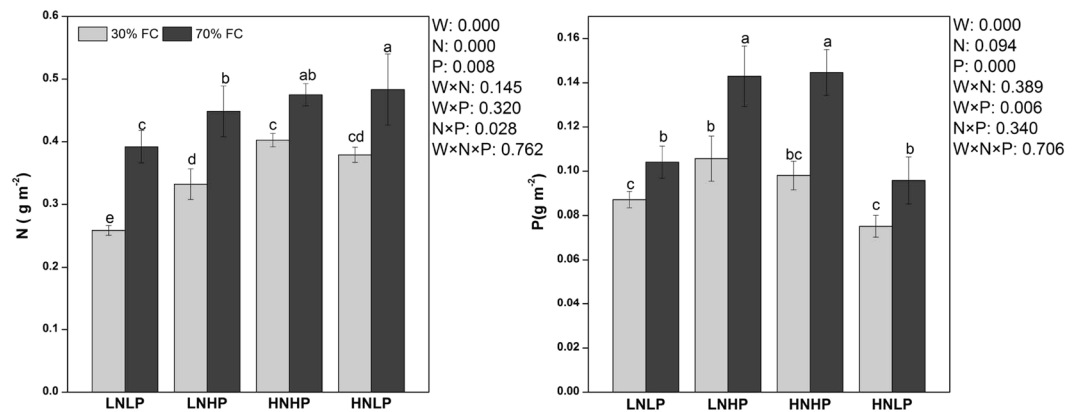 0.6
0.5
0.4
0.3
0.2
0.1
0.0
N ( g m⁻²)
30% FC
70% FC
e
c
d
b
c
ab
cd
a
LNLP
LNHP
HNHP
HNLP
W: 0.000
N: 0.000
P: 0.008
W×N: 0.145
W×P: 0.320
N×P: 0.028
W×N×P: 0.762
0.16
0.14
0.12
0.10
0.08
0.06
0.04
0.02
0.00
P(g m⁻²)
c
b
b
a
bc
a
c
b
LNLP
LNHP
HNHP
HNLP
W: 0.000
N: 0.094
P: 0.000
W×N: 0.389
W×P: 0.006
N×P: 0.340
W×N×P: 0.706